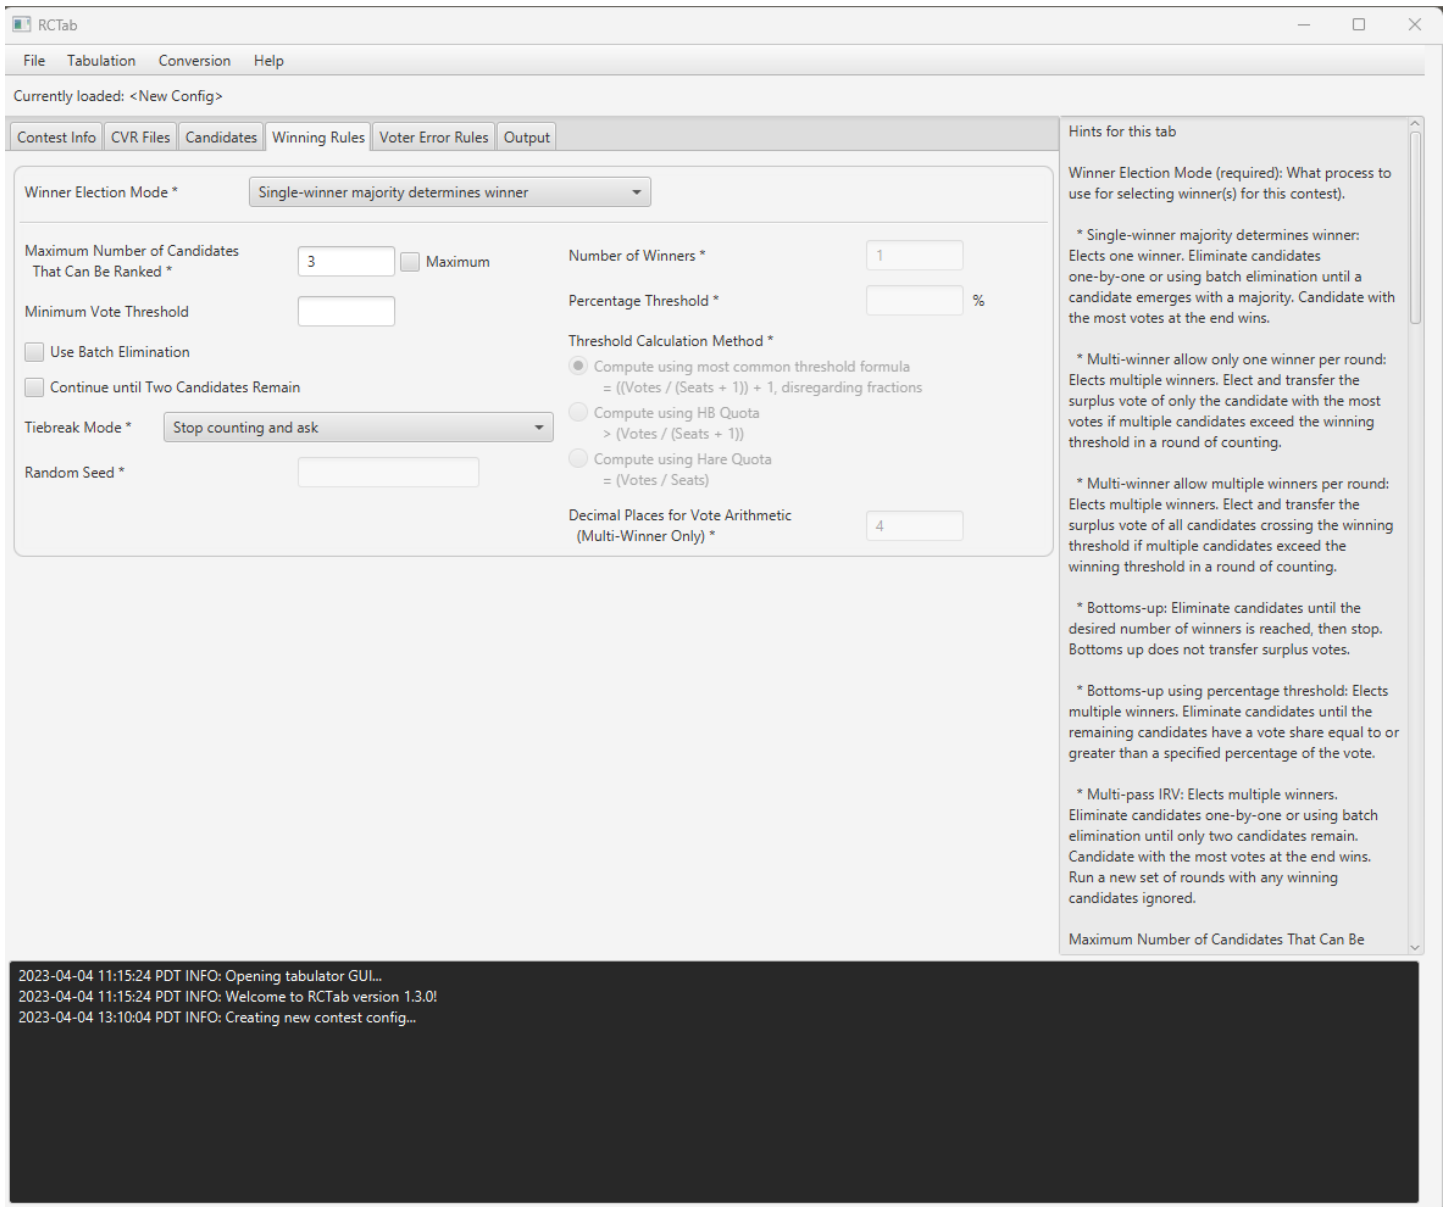 RCTab
File Tabulation Conversion Help
Currently loaded: <New Config>
Contest Info CVR Files Candidates Winning Rules Voter Error Rules Output
Winner Election Mode * Single-winner majority determines winner
Maximum Number of Candidates
That Can Be Ranked * 3 Maximum
Minimum Vote Threshold
Use Batch Elimination
Continue until Two Candidates Remain
Tiebreak Mode * Stop counting and ask
Random Seed *
Number of Winners * 1
Percentage Threshold * %
Threshold Calculation Method *
Compute using most common threshold formula
= ((Votes / (Seats + 1)) + 1, disregarding fractions
Compute using HB Quota
> (Votes / (Seats + 1))
Compute using Hare Quota
= (Votes / Seats)
Decimal Places for Vote Arithmetic
(Multi-Winner Only) * 4
Hints for this tab
Winner Election Mode (required): What process to
use for selecting winner(s) for this contest).
* Single-winner majority determines winner:
Elects one winner. Eliminate candidates
one-by-one or using batch elimination until a
candidate emerges with a majority. Candidate with
the most votes at the end wins.
* Multi-winner allow only one winner per round:
Elects multiple winners. Elect and transfer the
surplus vote of only the candidate with the most
votes if multiple candidates exceed the winning
threshold in a round of counting.
* Multi-winner allow multiple winners per round:
Elects multiple winners. Elect and transfer the
surplus vote of all candidates crossing the winning
threshold if multiple candidates exceed the
winning threshold in a round of counting.
* Bottoms-up: Eliminate candidates until the
desired number of winners is reached, then stop.
Bottoms up does not transfer surplus votes.
* Bottoms-up using percentage threshold: Elects
multiple winners. Eliminate candidates until the
remaining candidates have a vote share equal to or
greater than a specified percentage of the vote.
* Multi-pass IRV: Elects multiple winners.
Eliminate candidates one-by-one or using batch
elimination until only two candidates remain.
Candidate with the most votes at the end wins.
Run a new set of rounds with any winning
candidates ignored.
Maximum Number of Candidates That Can Be
2023-04-04 11:15:24 PDT INFO: Opening tabulator GUI...
2023-04-04 11:15:24 PDT INFO: Welcome to RCTab version 1.3.0!
2023-04-04 13:10:04 PDT INFO: Creating new contest config...